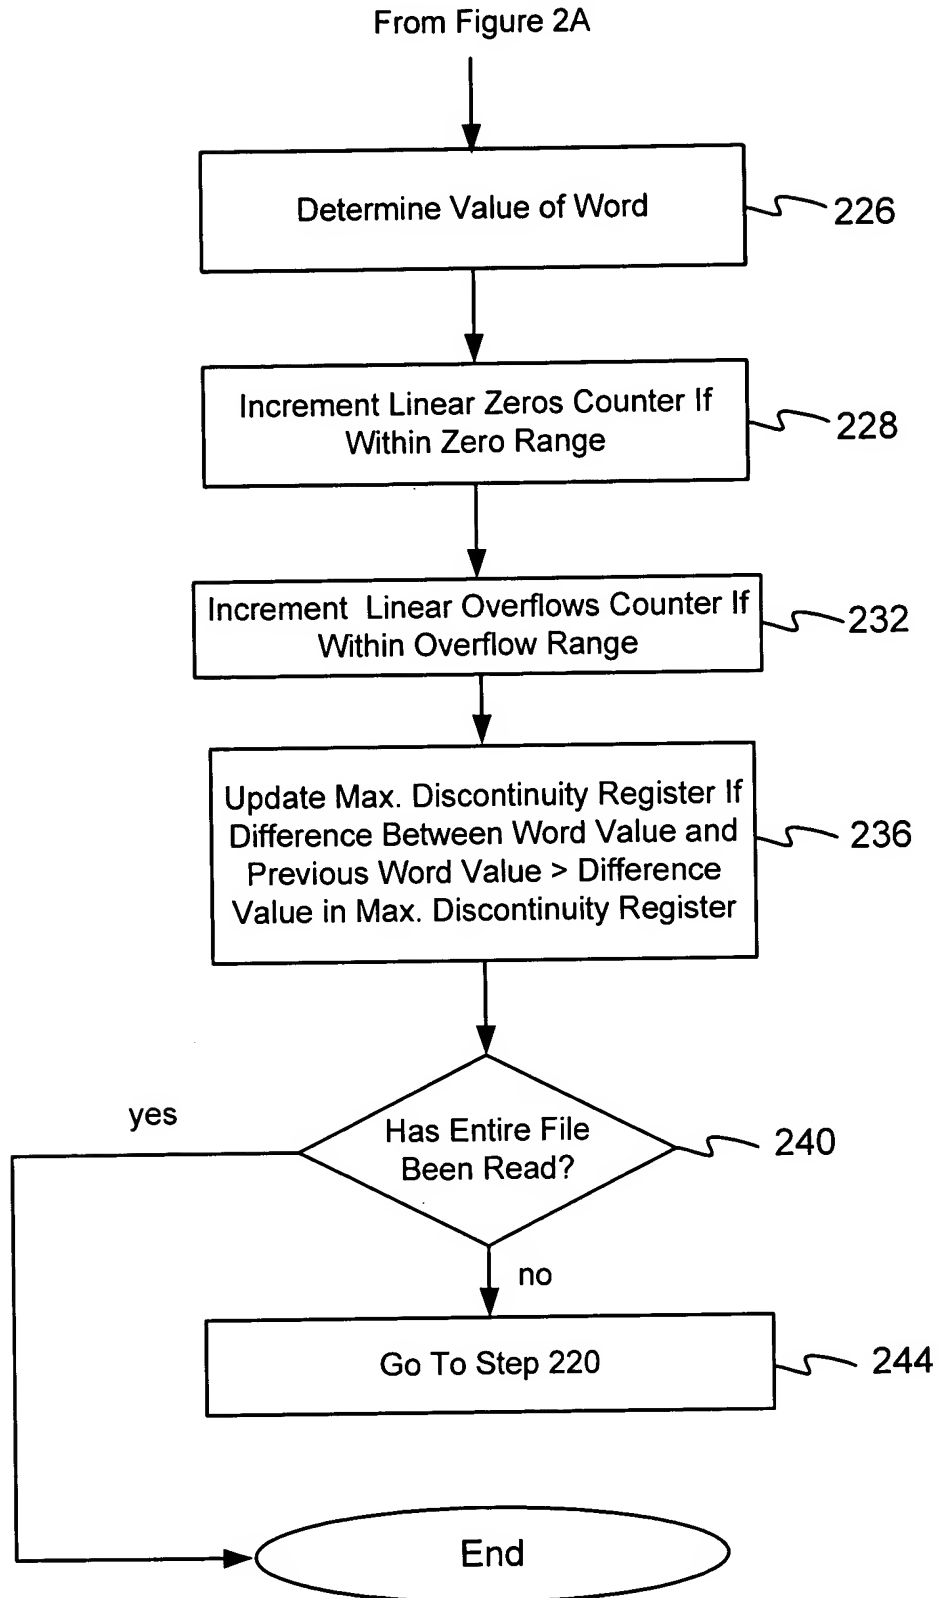 From Figure 2A
Determine Value of Word
226
Increment Linear Zeros Counter If
Within Zero Range
228
Increment Linear Overflows Counter If
Within Overflow Range
232
Update Max. Discontinuity Register If
Difference Between Word Value and
Previous Word Value > Difference
Value in Max. Discontinuity Register
236
yes
Has Entire File
Been Read?
240
no
Go To Step 220
244
End